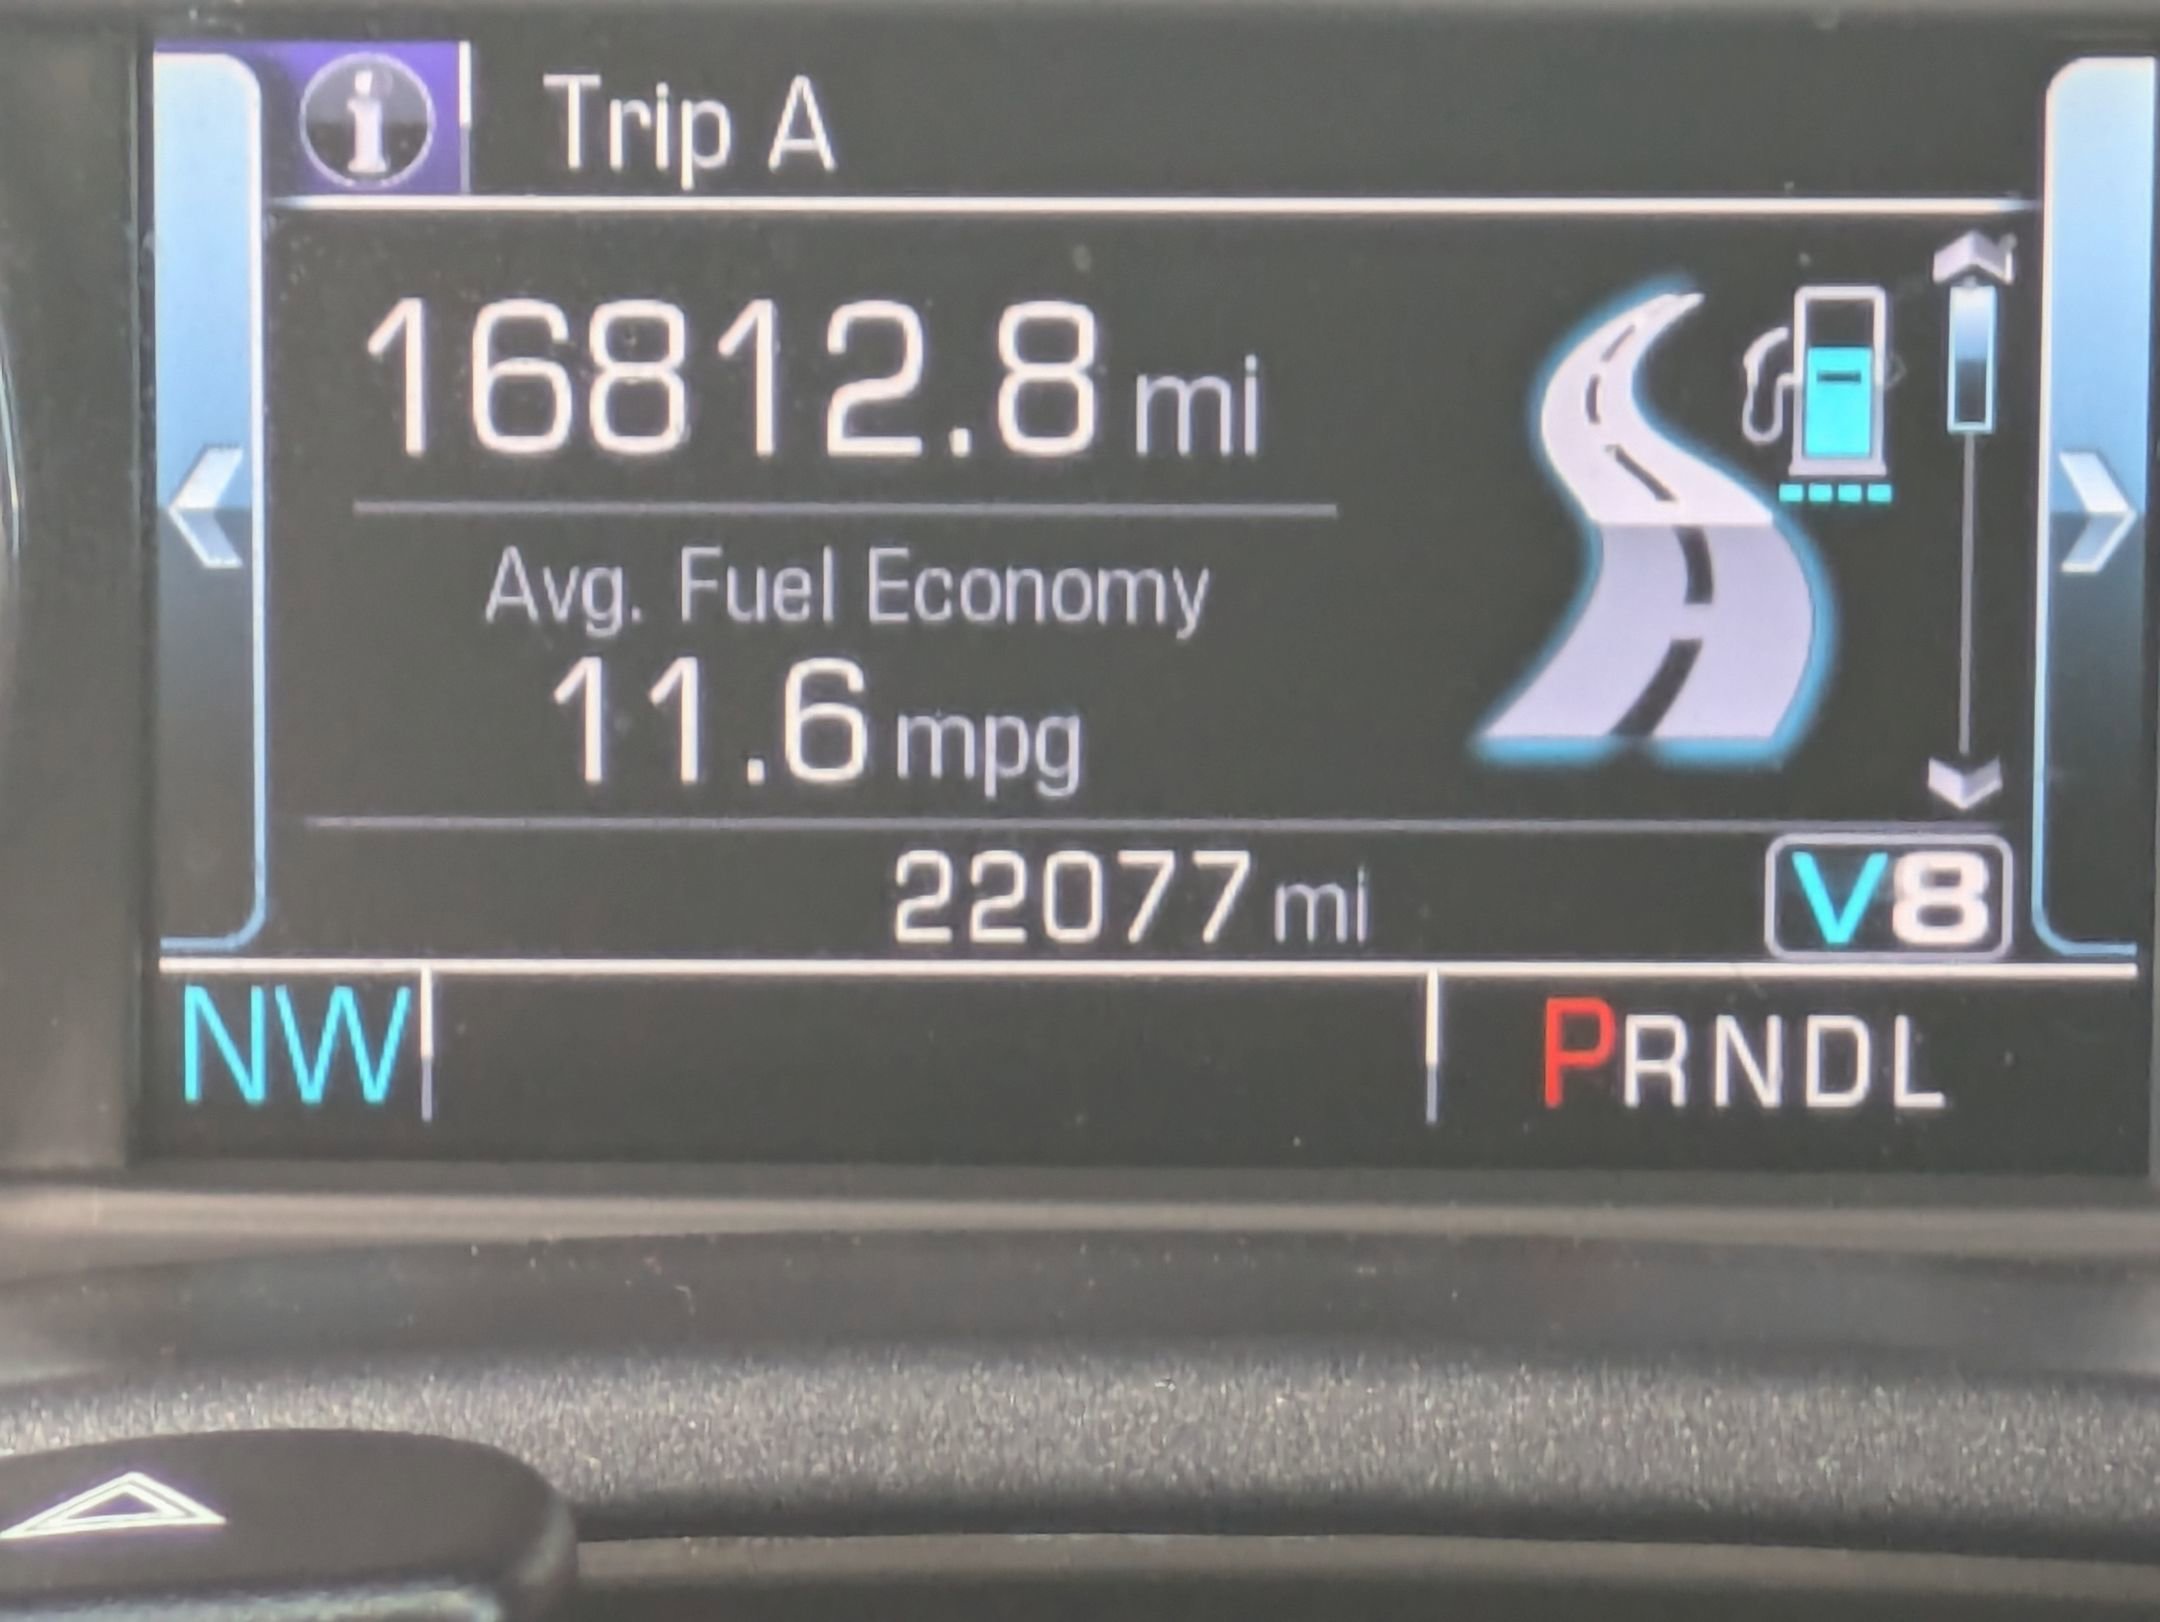 Trip A
16812.8 mi
Avg. Fuel Economy
11.6 mpg
22077 mi
V8
NW
PRNDL